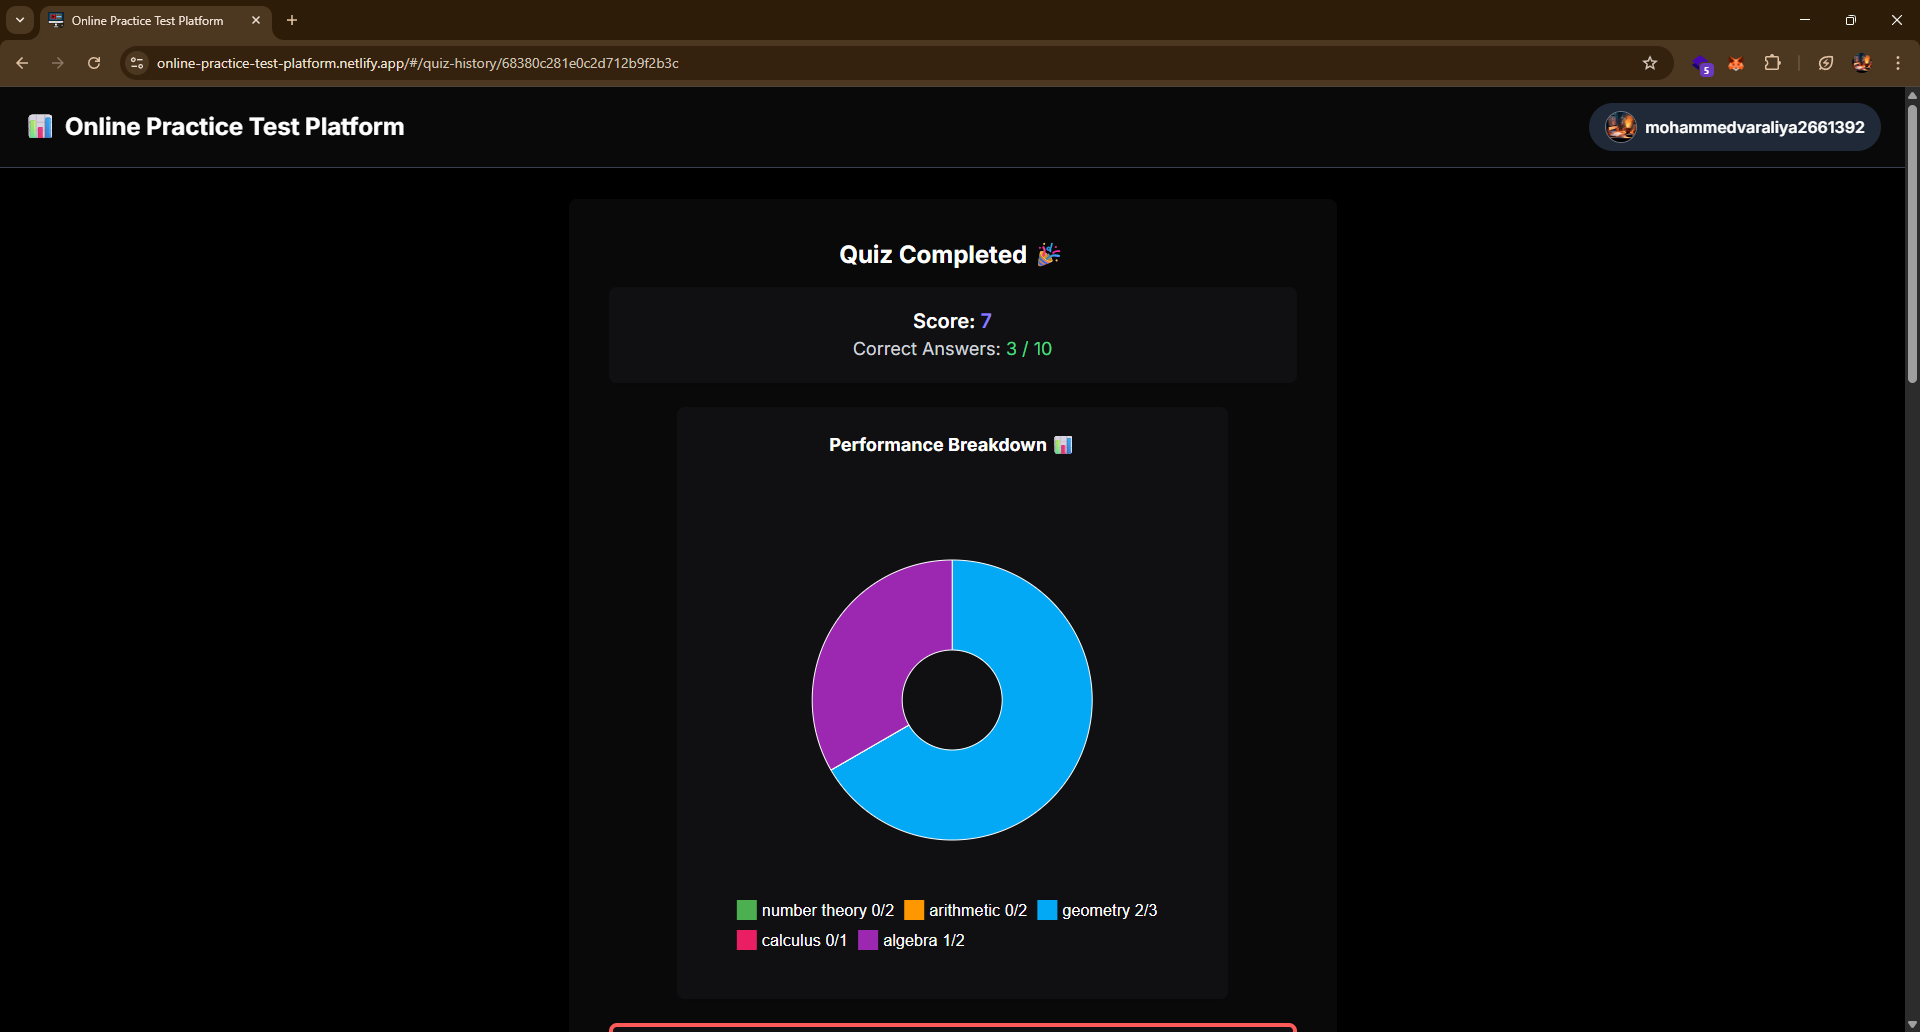 Online Practice Test Platform
online-practice-test-platform.netlify.app/#/quiz-history/68380c281e0c2d712b9f2b3c
5
Online Practice Test Platform
mohammedvaraliya2661392
Quiz Completed
Score: 7
Correct Answers: 3 / 10
Performance Breakdown
number theory 0/2 arithmetic 0/2 geometry 2/3
calculus 0/1 algebra 1/2